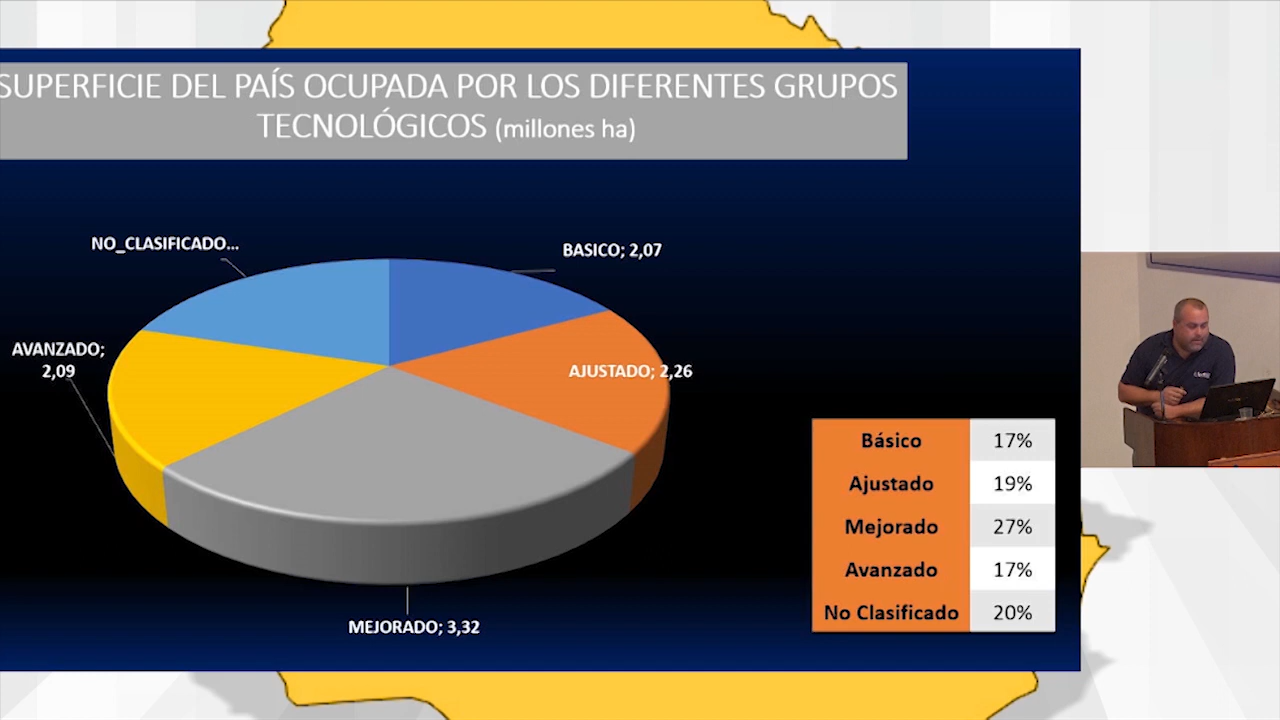 SUPERFICIE DEL PAÍS OCUPADA POR LOS DIFERENTES GRUPOS
TECNOLÓGICOS (millones ha)
NO_CLASIFICADO...
BASICO; 2,07
AVANZADO;
2,09
AJUSTADO; 2,26
MEJORADO; 3,32
Básico 17%
Ajustado 19%
Mejorado 27%
Avanzado 17%
No Clasificado 20%